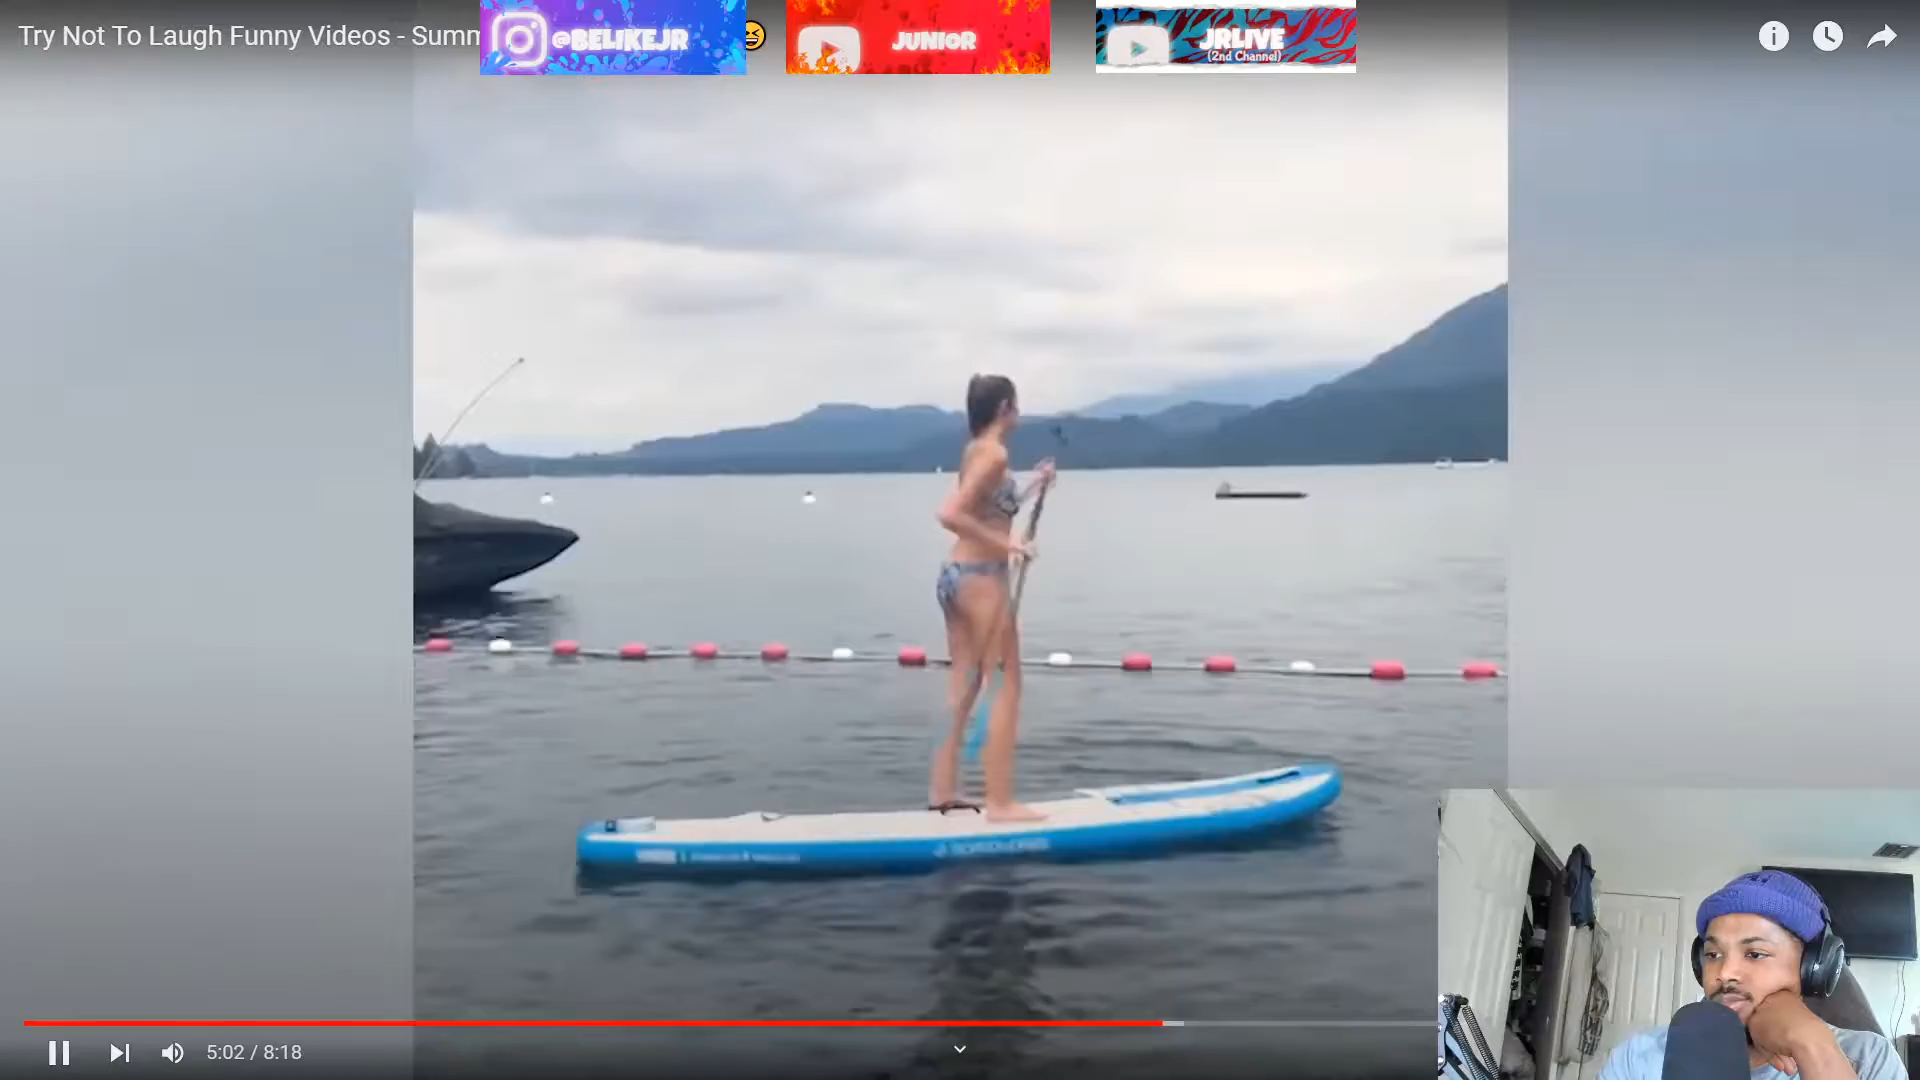 Try Not To Laugh Funny Videos - Summ
@BELIKEJR
JUNIOR
JRLIVE
(2nd Channel)
5:02 / 8:18